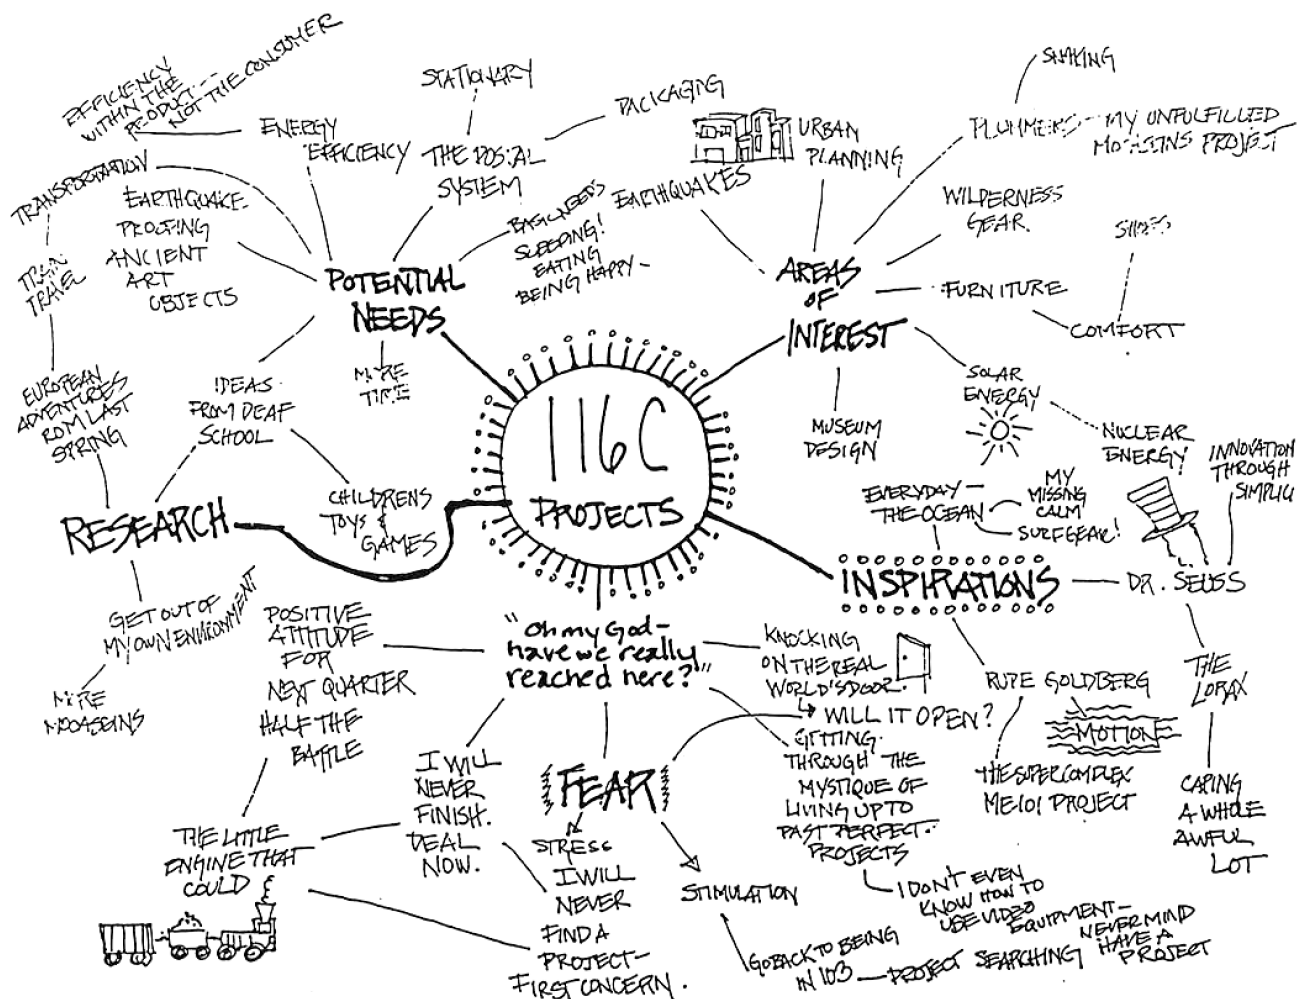 EFFICIENCY
WITHIN THE
PRODUCT---
NOT THE CONSUMER
ENERGY
EFFICIENCY
TRANSPORTATION
TRAIN
TRAVEL
EUROPEAN
ADVENTURES
ROM LAST
SPRING
EARTHQUAKE-
PROOFING
ANCIENT
ART
OBJECTS
STATIONARY
THE POSTAL
SYSTEM
PACKAGING
BASIC NEEDS
SLEEPING!
EATING
BEING HAPPY-
POTENTIAL
NEEDS
MORE
TIME
IDEAS
FROM DEAF
SCHOOL
CHILDRENS
TOYS &
GAMES
RESEARCH
GET OUT OF
MY OWN ENVIRONMENT
MORE
MOCASSINS
116C
PROJECTS
EARTHQUAKES
URBAN
PLANNING
AREAS
OF
INTEREST
PLUMMERS
MY UNFULFILLED
MOCASSINS PROJECT
WILDERNESS
GEAR
FURNITURE
COMFORT
SHOES
MUSEUM
DESIGN
SOLAR
ENERGY
NUCLEAR
ENERGY
INSPIRATIONS
EVERYDAY-
THE OCEAN
MY
MISSING
CALM
SURFGEAR!
DR. SEUSS
INNOVATION
THROUGH
THE
LORAX
CARING
A WHOLE
AWFUL
LOT
RUBE GOLDBERG
MOTION
THE SUPERCOMPLEX
ME101 PROJECT
"Oh my God-
have we really
reached here?"
POSITIVE
ATTITUDE
FOR
NEXT QUARTER
HALF THE
BATTLE
THE LITTLE
ENGINE THAT
COULD
I WILL
NEVER
FINISH.
DEAL
NOW.
FEAR
STRESS
I WILL
NEVER
FIND A
PROJECT-
FIRST CONCERN.
STIMULATION
KNOCKING
ON THE REAL
WORLD'S DOOR.
WILL IT OPEN?
GETTING
THROUGH THE
MYSTIQUE OF
LIVING UP TO
PAST PERFECT
PROJECTS
I DON'T EVEN
KNOW HOW TO
USE VIDEO
EQUIPMENT-
NEVER MIND
HAVE A
PROJECT
GO BACK TO BEING
IN 103 — PROJECT SEARCHING